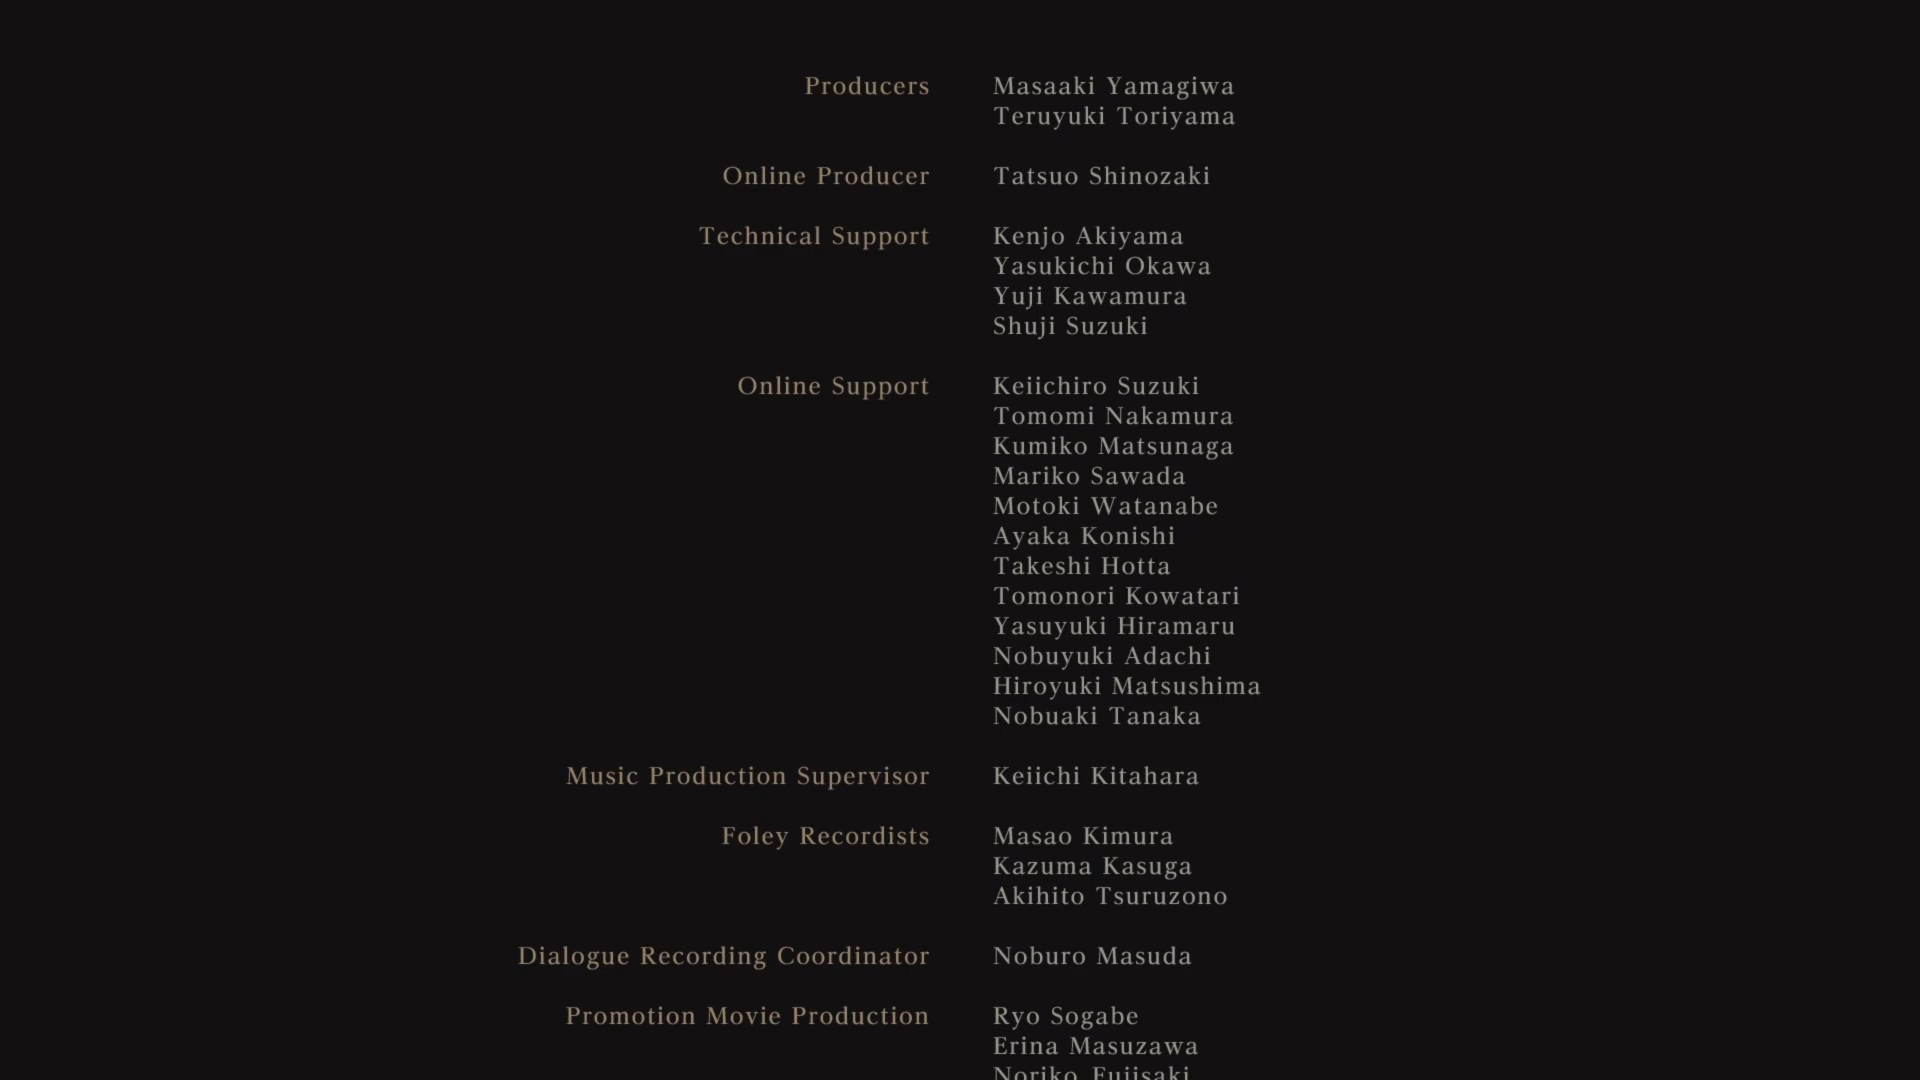 Producers Masaaki Yamagiwa
Teruyuki Toriyama
Online Producer Tatsuo Shinozaki
Technical Support Kenjo Akiyama
Yasukichi Okawa
Yuji Kawamura
Shuji Suzuki
Online Support Keiichiro Suzuki
Tomomi Nakamura
Kumiko Matsunaga
Mariko Sawada
Motoki Watanabe
Ayaka Konishi
Takeshi Hotta
Tomonori Kowatari
Yasuyuki Hiramaru
Nobuyuki Adachi
Hiroyuki Matsushima
Nobuaki Tanaka
Music Production Supervisor Keiichi Kitahara
Foley Recordists Masao Kimura
Kazuma Kasuga
Akihito Tsuruzono
Dialogue Recording Coordinator Noburo Masuda
Promotion Movie Production Ryo Sogabe
Erina Masuzawa
Noriko Fujisaki